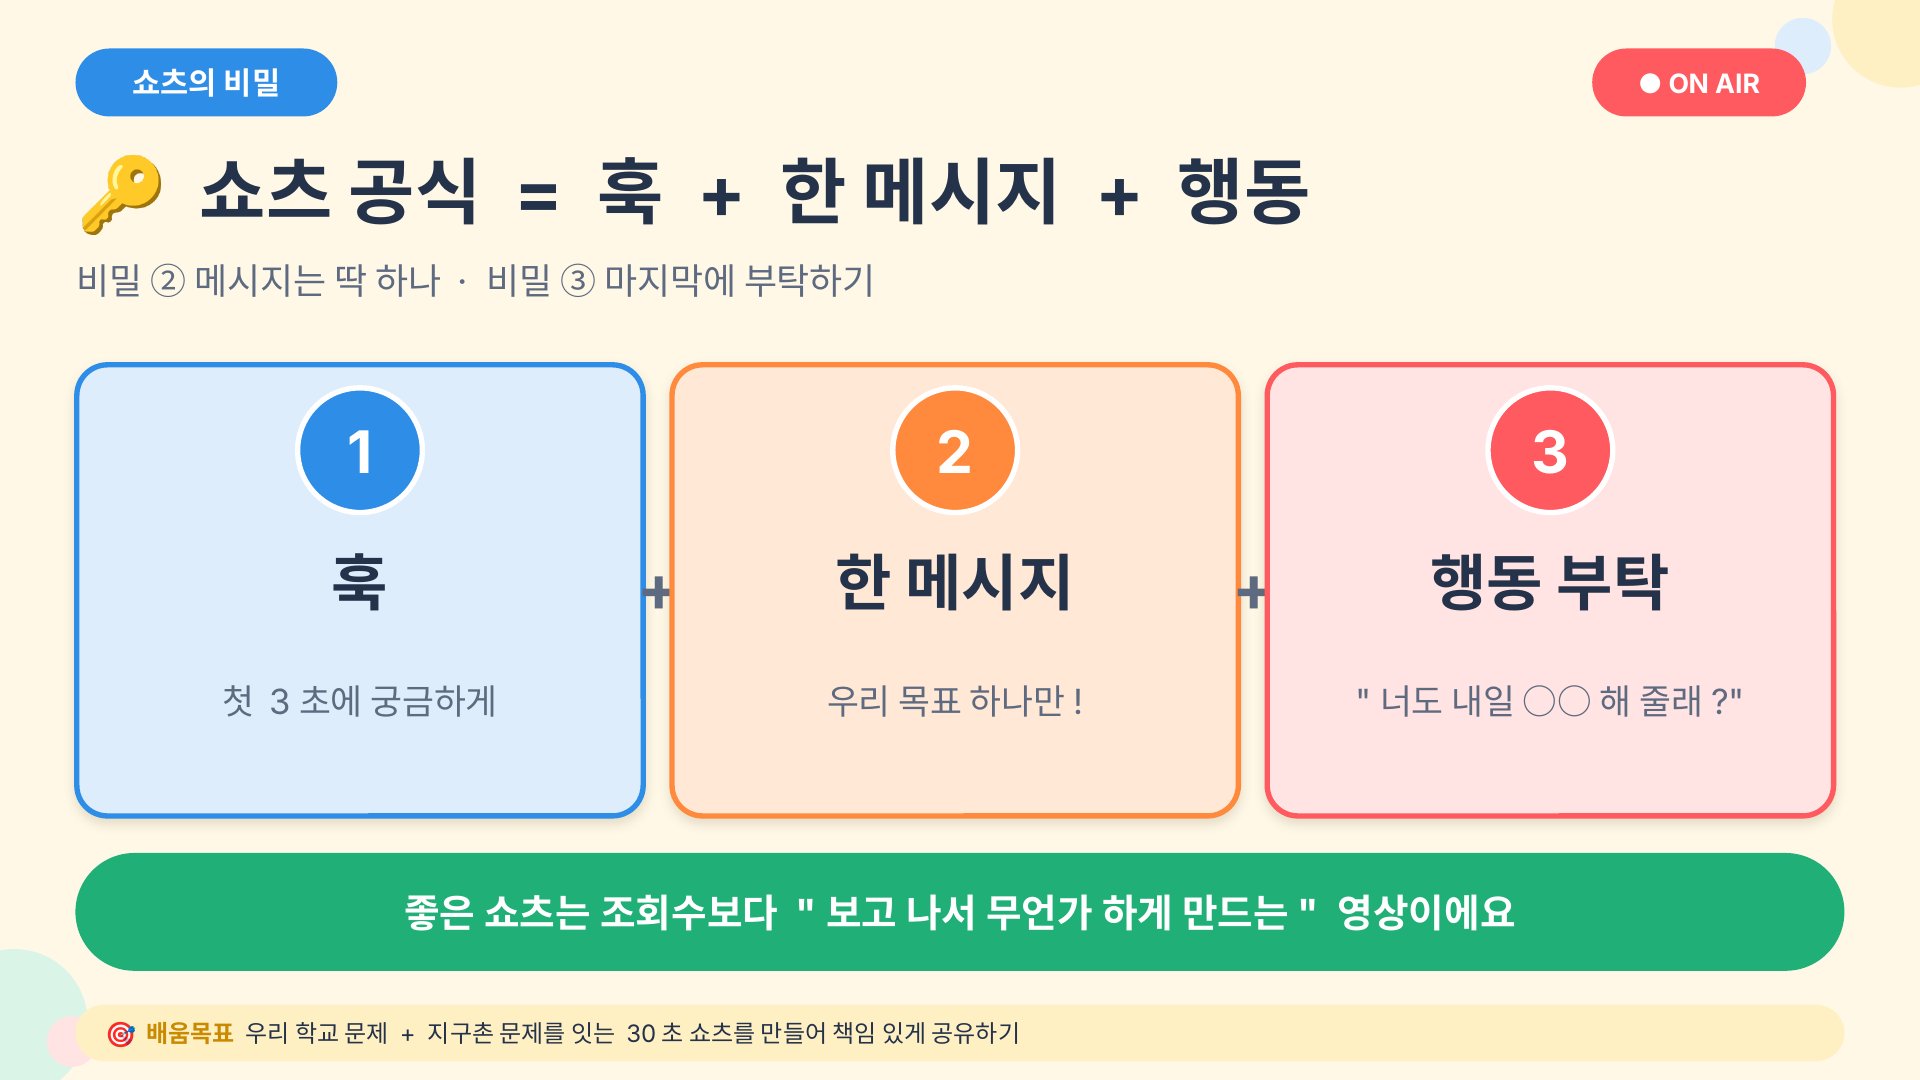 쇼츠의 비밀
ON AIR
쇼츠 공식 = 훅 + 한 메시지 + 행동
비밀 ② 메시지는 딱 하나 · 비밀 ③ 마지막에 부탁하기
1
훅
첫 3 초에 궁금하게
+
2
한 메시지
우리 목표 하나만 !
+
3
행동 부탁
" 너도 내일 ◯◯ 해 줄래 ?"
좋은 쇼츠는 조회수보다 " 보고 나서 무언가 하게 만드는 " 영상이에요
배움목표 우리 학교 문제 + 지구촌 문제를 잇는 30 초 쇼츠를 만들어 책임 있게 공유하기